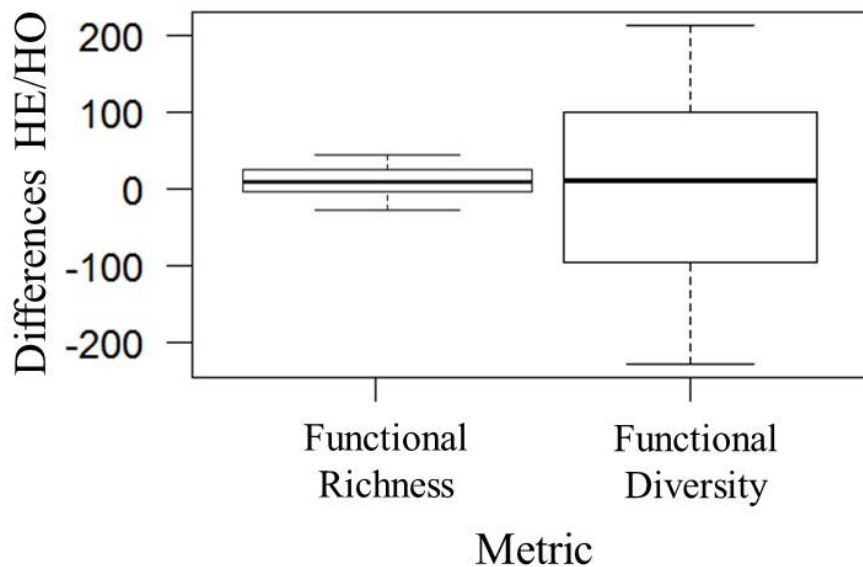 Differences HE/HO
200
100
0
-100
-200
Functional
Richness
Functional
Diversity
Metric